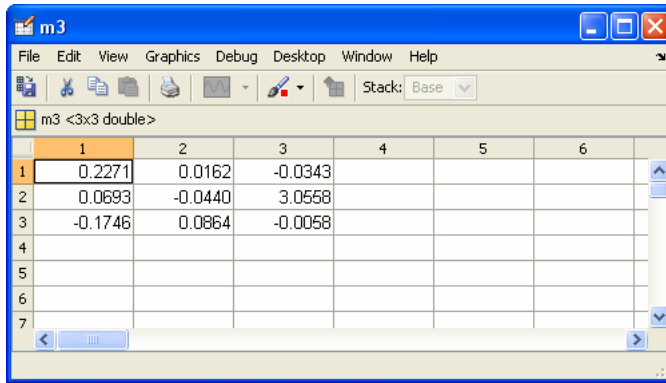 m3
File Edit View Graphics Debug Desktop Window Help
Stack: Base
m3 <3x3 double>
1 2 3 4 5 6
1 0.2271 0.0162 -0.0343
2 0.0693 -0.0440 3.0558
3 -0.1746 0.0864 -0.0058
4
5
6
7